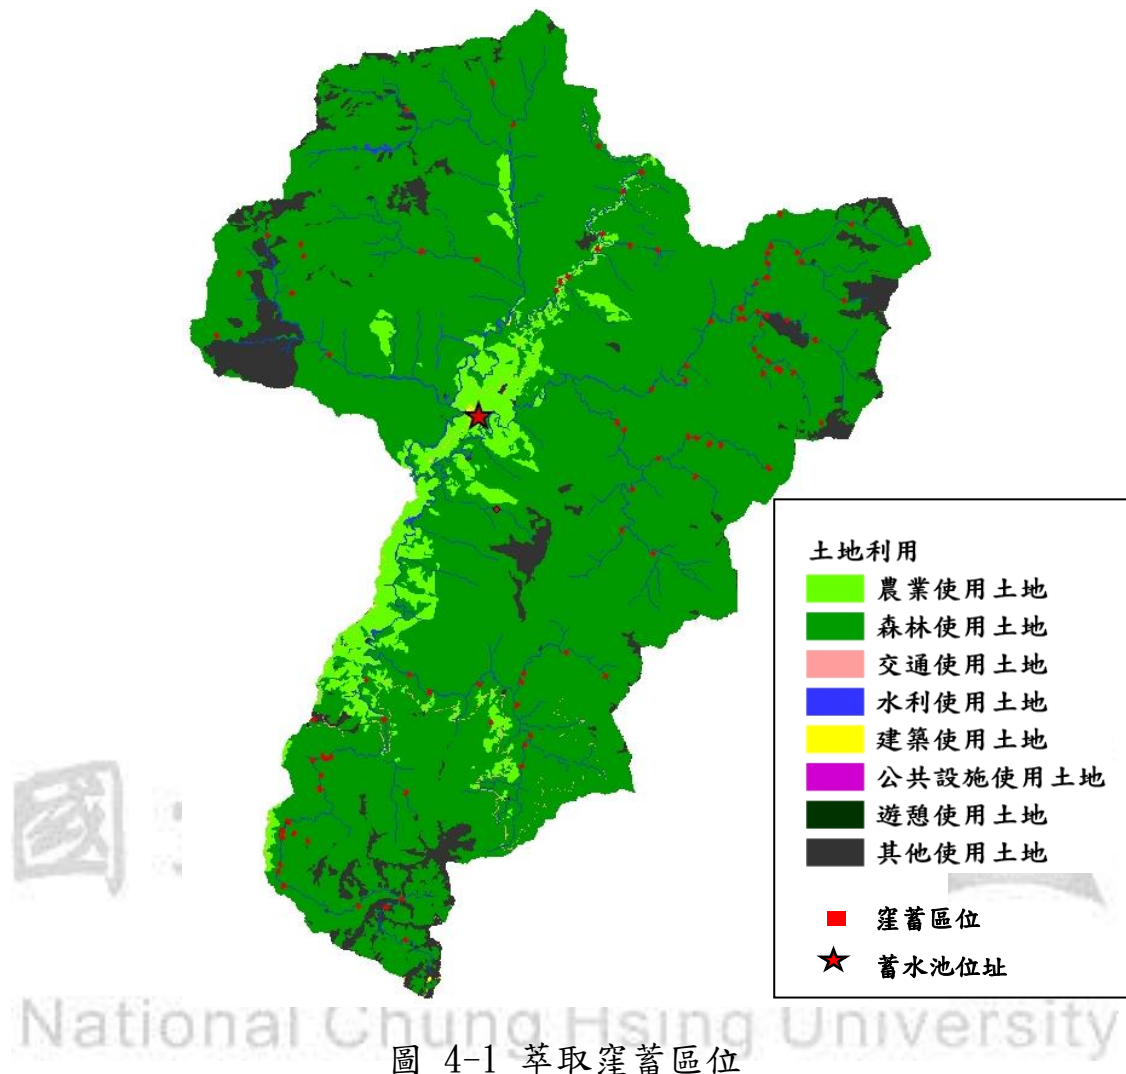 土地利用
農業使用土地
森林使用土地
交通使用土地
水利使用土地
建築使用土地
公共設施使用土地
遊憩使用土地
其他使用土地
窪蓄區位
蓄水池位址
國
National Chung Hsing University
圖 4-1 萃取窪蓄區位